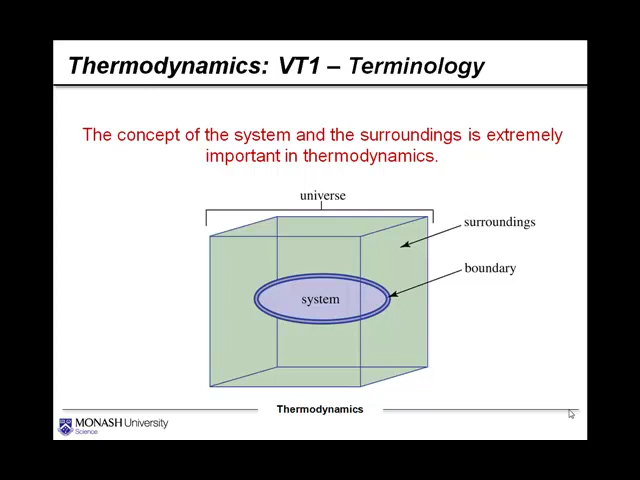 Thermodynamics: VT1 – Terminology
The concept of the system and the surroundings is extremely
important in thermodynamics.
universe
surroundings
boundary
system
Thermodynamics
MONASH University
Science